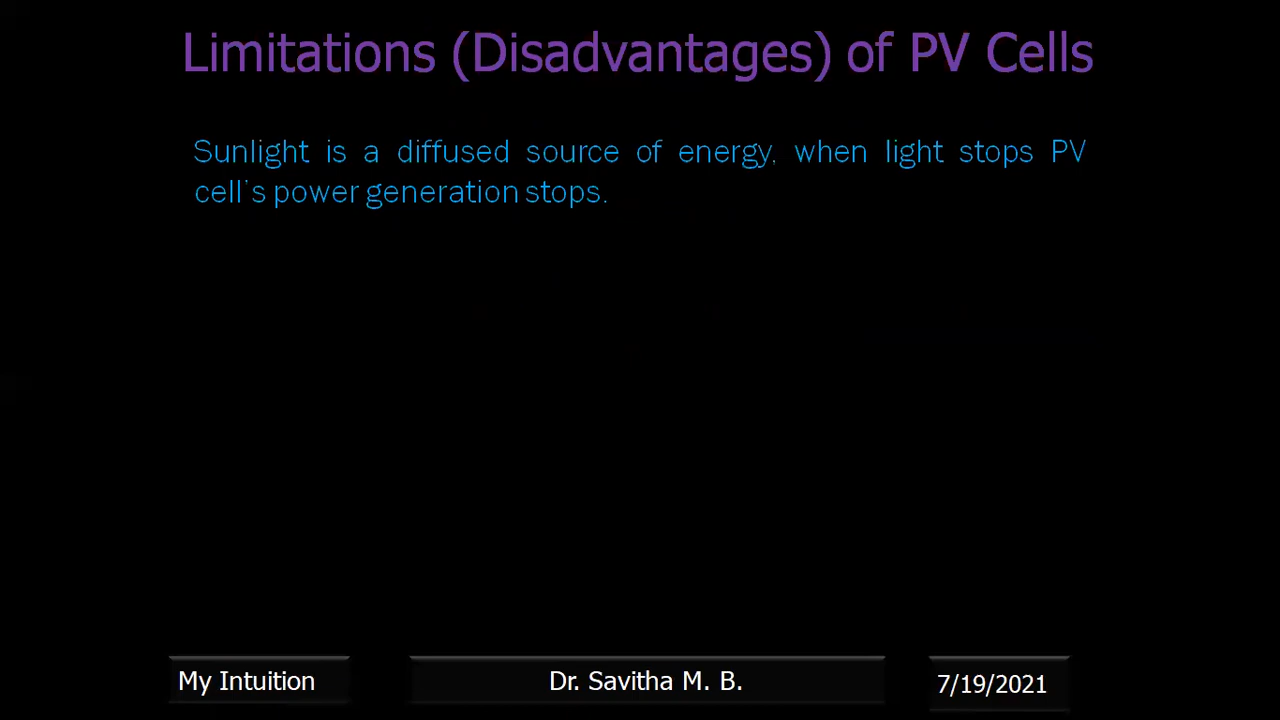 Limitations (Disadvantages) of PV Cells
Sunlight is a diffused source of energy, when light stops PV
cell's power generation stops.
My Intuition
Dr. Savitha M. B.
7/19/2021